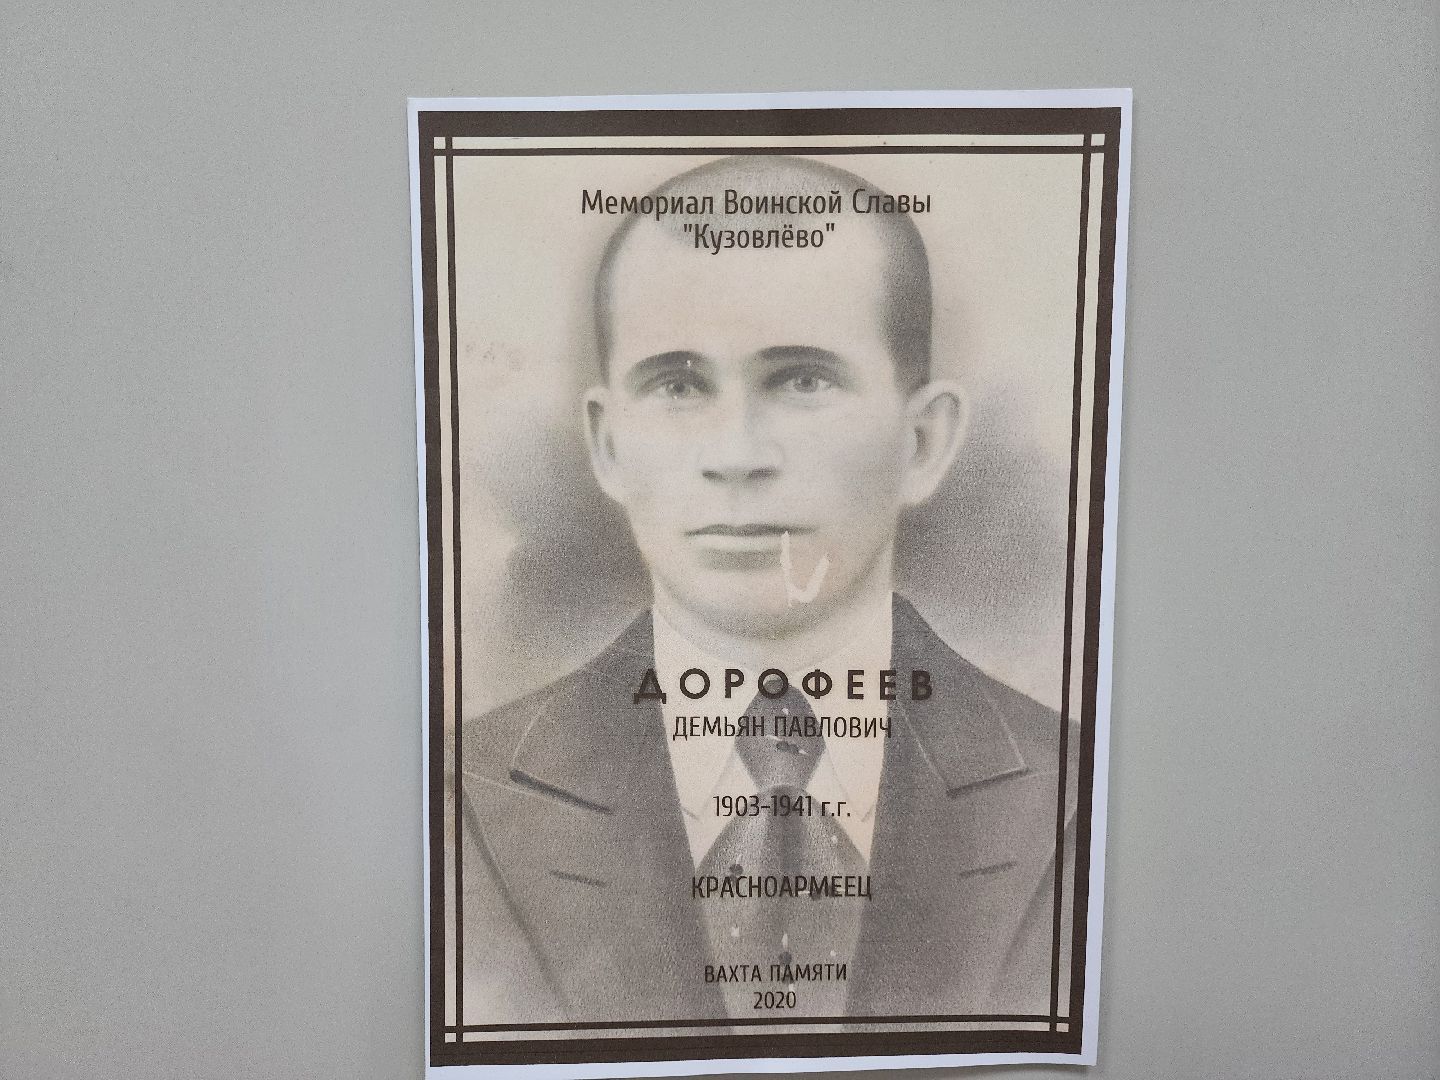 Мемориал Воинской Славы
"Кузовлёво"
ДОРОФЕЕВ
ДЕМЬЯН ПАВЛОВИЧ
1903-1941 г.г.
КРАСНОАРМЕЕЦ
ВАХТА ПАМЯТИ
2020